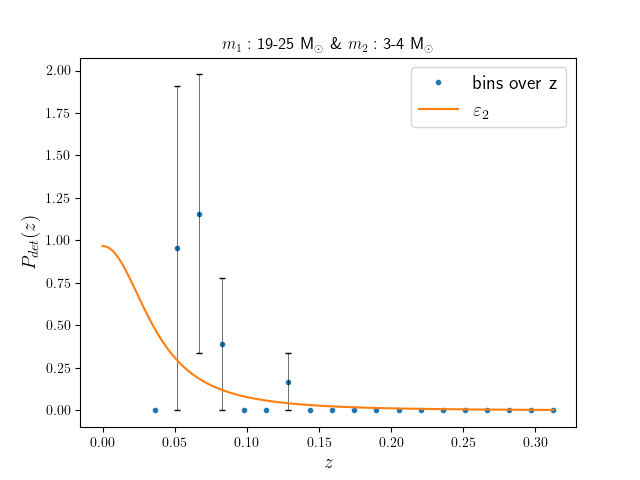 m₁ : 19-25 M⊙ & m₂ : 3-4 M⊙
bins over z
ε₂
P_det(z)
2.00
1.75
1.50
1.25
1.00
0.75
0.50
0.25
0.00
0.00 0.05 0.10 0.15 0.20 0.25 0.30
z